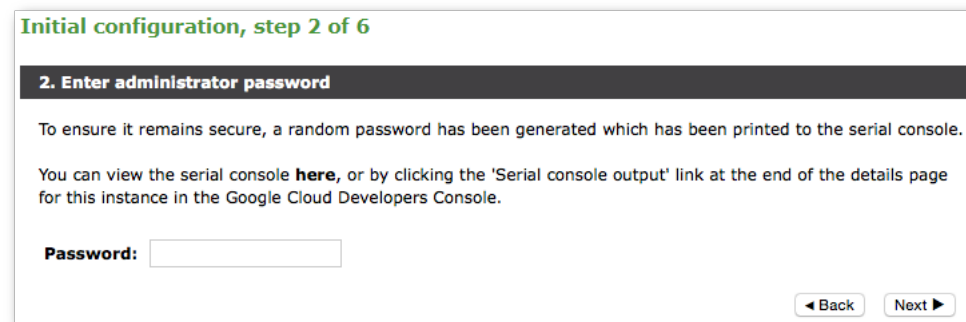 Initial configuration, step 2 of 6
2. Enter administrator password
To ensure it remains secure, a random password has been generated which has been printed to the serial console.
You can view the serial console here, or by clicking the 'Serial console output' link at the end of the details page
for this instance in the Google Cloud Developers Console.
Password:
◄ Back Next ►